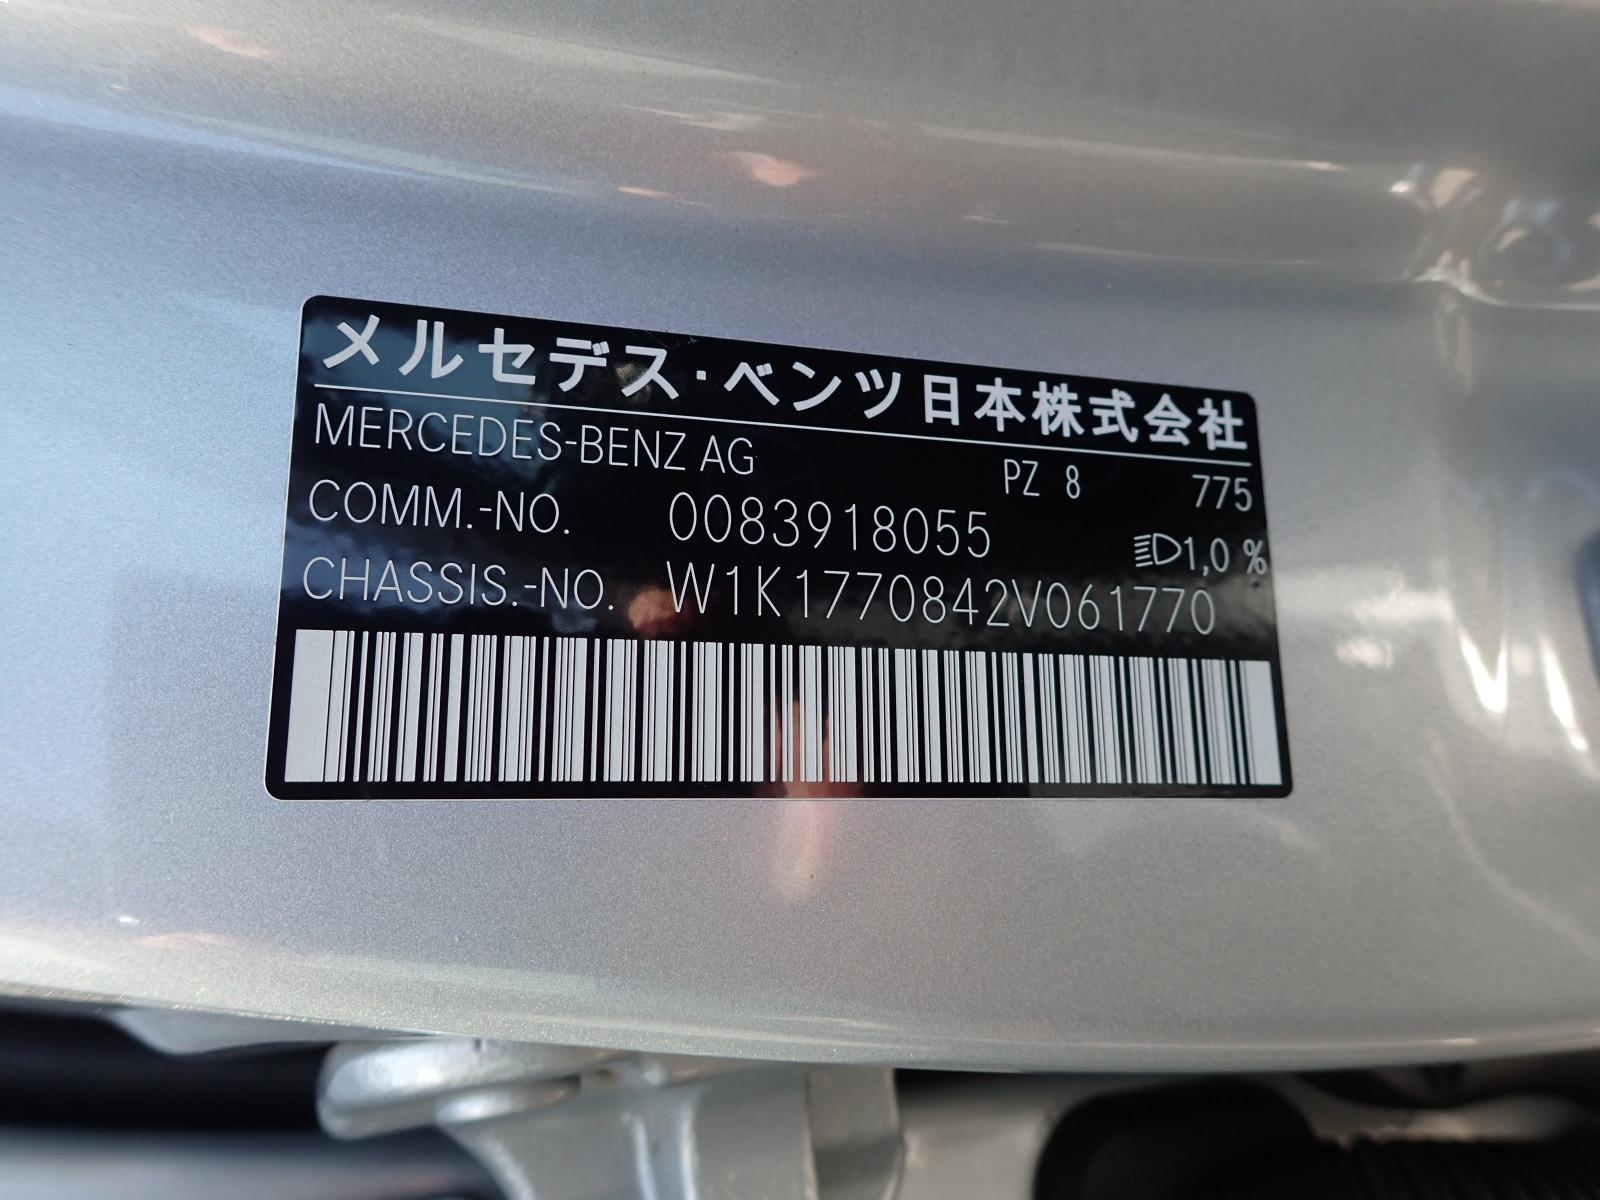 メルセデス・ベンツ日本株式会社
MERCEDES-BENZ AG PZ 8 775
COMM.-NO. 0083918055 1,0 %
CHASSIS.-NO. W1K1770842V061770